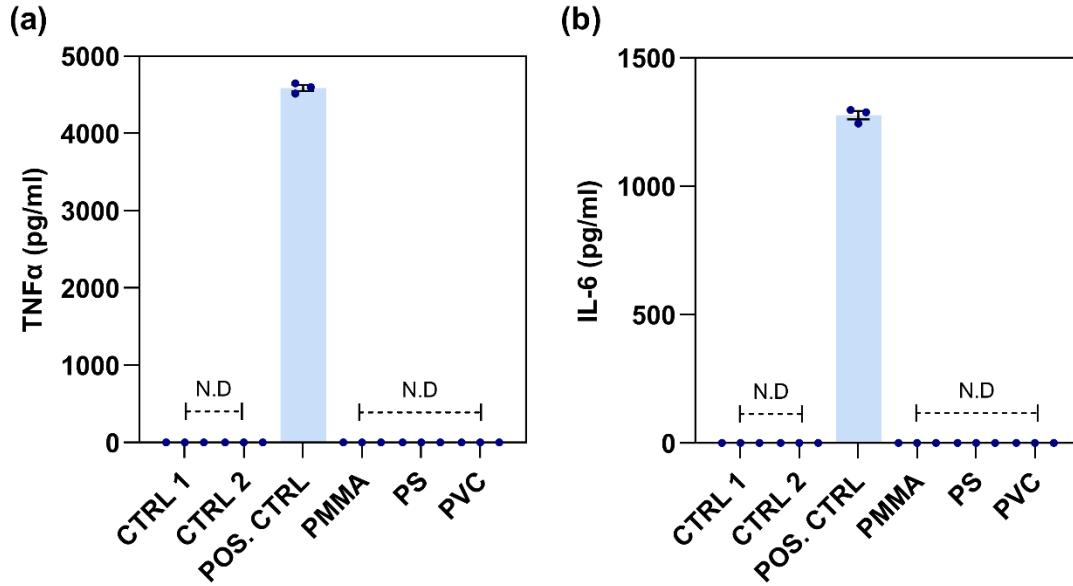 (a)
TNFα (pg/ml)
5000
4000
3000
2000
1000
0
N.D
N.D
CTRL 1
CTRL 2
POS. CTRL
PMMA
PS
PVC
(b)
IL-6 (pg/ml)
1500
1000
500
0
N.D
N.D
CTRL 1
CTRL 2
POS. CTRL
PMMA
PS
PVC